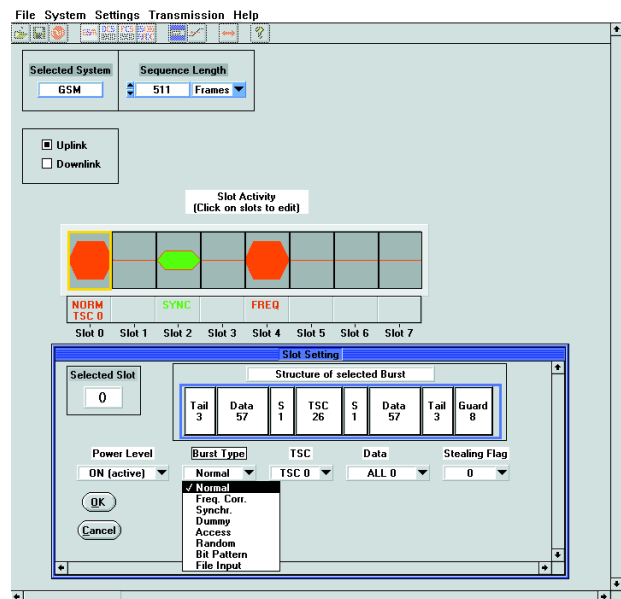 File System Settings Transmission Help
Selected System
Sequence Length
GSM
511 Frames
Uplink
Downlink
Slot Activity
(Click on slots to edit)
NORM SYNC FREQ
TSC 0
Slot 0 Slot 1 Slot 2 Slot 3 Slot 4 Slot 5 Slot 6 Slot 7
Slot Setting
Selected Slot
0
Structure of selected Burst
Tail Data S TSC S Data Tail Guard
3 57 1 26 1 57 3 8
Power Level Burst Type TSC Data Stealing Flag
ON (active) Normal TSC 0 ALL 0 0
✓ Normal
Freq. Corr.
Synchr.
Dummy
Access
Random
Bit Pattern
File Input
OK
Cancel